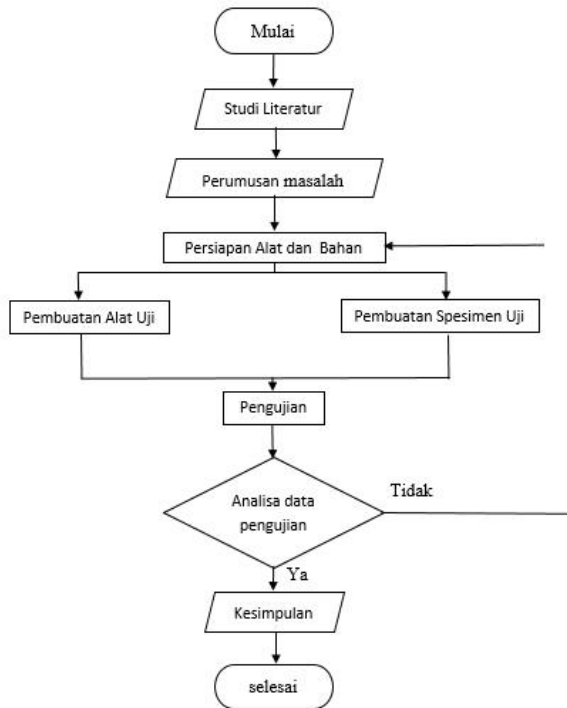 Mulai
Studi Literatur
Perumusan masalah
Persiapan Alat dan Bahan
Pembuatan Alat Uji
Pembuatan Spesimen Uji
Pengujian
Analisa data
pengujian
Tidak
Ya
Kesimpulan
selesai